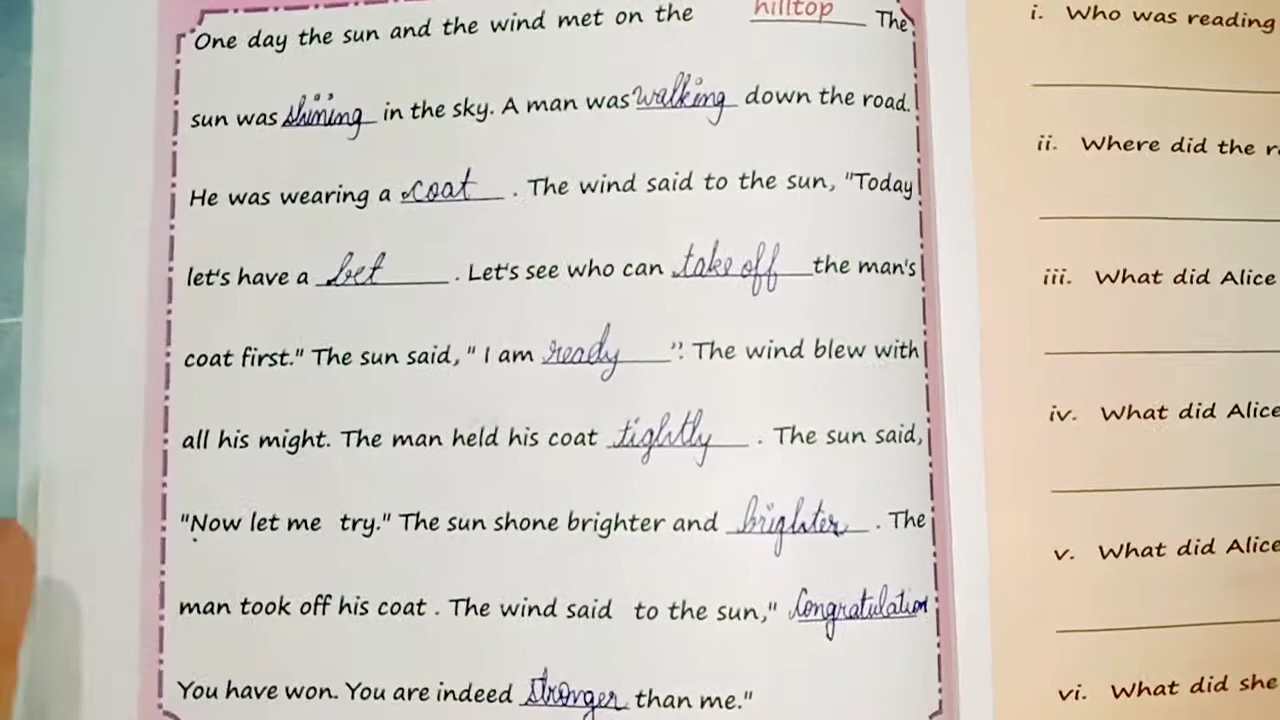 One day the sun and the wind met on the hilltop The
sun was shining in the sky. A man was walking down the road.
He was wearing a coat . The wind said to the sun, "Today
let's have a bet . Let's see who can take off the man's
coat first." The sun said, " I am ready ". The wind blew with
all his might. The man held his coat tightly . The sun said,
"Now let me try." The sun shone brighter and brighter . The
man took off his coat . The wind said to the sun," Congratulation
You have won. You are indeed stronger than me."
i. Who was reading
ii. Where did the
iii. What did Alice
iv. What did Alice
v. What did Alice
vi. What did she